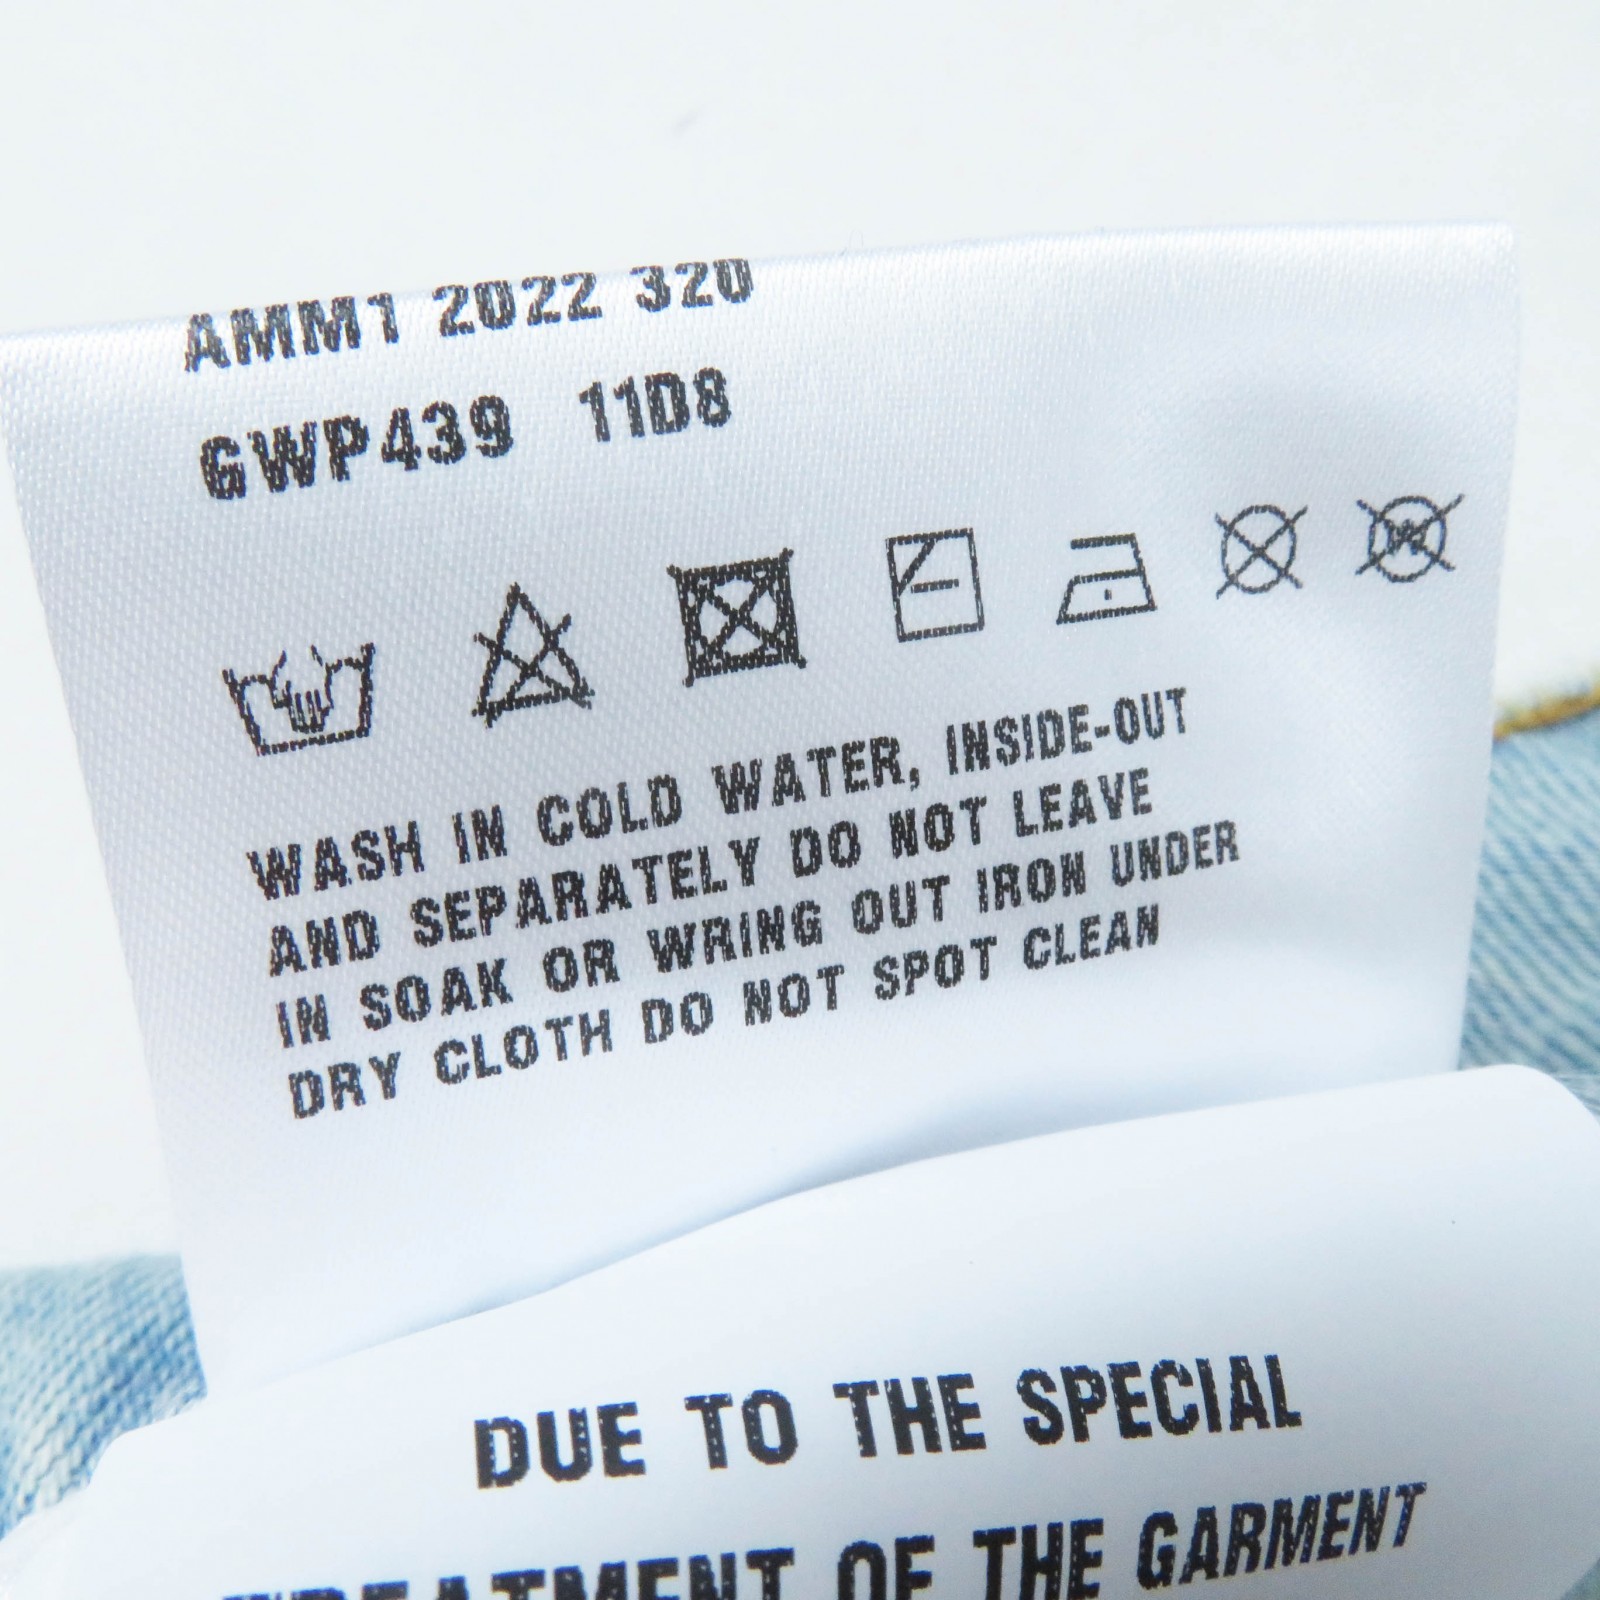 AMM1 2022 320
GWP439 11D8
WASH IN COLD WATER, INSIDE-OUT
AND SEPARATELY DO NOT LEAVE
IN SOAK OR WRING OUT IRON UNDER
DRY CLOTH DO NOT SPOT CLEAN
DUE TO THE SPECIAL
TREATMENT OF THE GARMENT